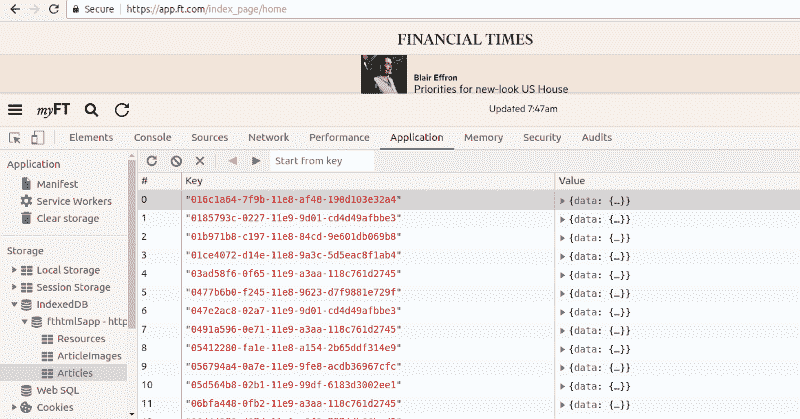 Secure https://app.ft.com/index_page/home
FINANCIAL TIMES
Blair Effron
Priorities for new-look US House
myFT Updated 7:47am
Elements Console Sources Network Performance Application Memory Security Audits
Application
Manifest
Service Workers
Clear storage
Storage
Local Storage
Session Storage
IndexedDB
fthtml5app - http
Resources
ArticleImages
Articles
Web SQL
Cookies
Start from key
# Key Value
0 "016c1a64-7f9b-11e8-af48-190d103e32a4" {data: {…}}
1 "0185793c-0227-11e9-9d01-cd4d49afbbe3" {data: {…}}
2 "01b971b8-c197-11e8-84cd-9e601db069b8" {data: {…}}
3 "01ce4072-d14e-11e8-9a3c-5d5eac8f1ab4" {data: {…}}
4 "03ad58f6-0f65-11e9-a3aa-118c761d2745" {data: {…}}
5 "0477b6b0-f245-11e8-9623-d7f9881e729f" {data: {…}}
6 "047e2ac8-02a7-11e9-9d01-cd4d49afbbe3" {data: {…}}
7 "0491a596-0e71-11e9-a3aa-118c761d2745" {data: {…}}
8 "05412280-fa1e-11e8-a154-2b65ddf314e9" {data: {…}}
9 "056794a4-0a7e-11e9-9fe8-acdb36967cfc" {data: {…}}
10 "05d564b8-02b1-11e9-99df-6183d3002ee1" {data: {…}}
11 "06bfa448-0fb2-11e9-a3aa-118c761d2745" {data: {…}}